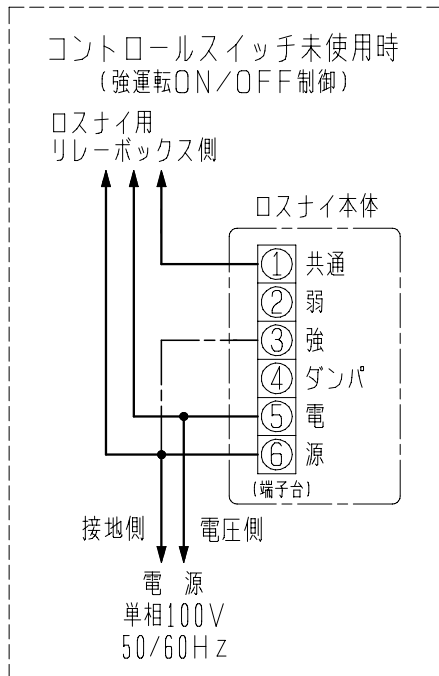 コントロールスイッチ未使用時
(強運転ON/OFF制御)
ロスナイ用
リレーボックス側
ロスナイ本体
① 共通
② 弱
③ 強
④ ダンパ
⑤ 電
⑥ 源
(端子台)
接地側 電圧側
電 源
単相100V
50/60Hz